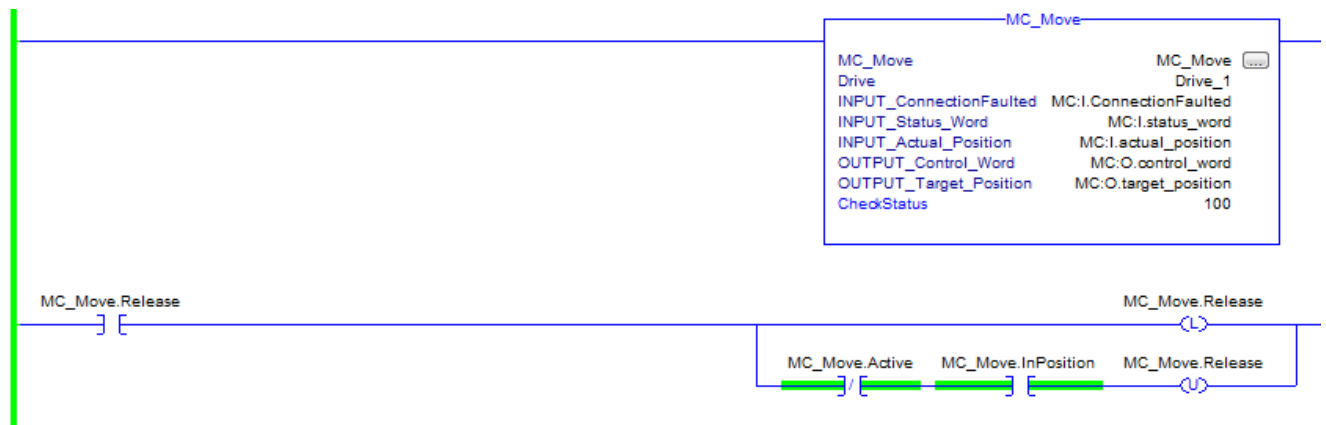 MC_Move
MC_Move MC_Move ...
Drive Drive_1
INPUT_ConnectionFaulted MC:I.ConnectionFaulted
INPUT_Status_Word MC:I.status_word
INPUT_Actual_Position MC:I.actual_position
OUTPUT_Control_Word MC:O.control_word
OUTPUT_Target_Position MC:O.target_position
CheckStatus 100
MC_Move.Release MC_Move.Release
L
MC_Move.Active MC_Move.InPosition MC_Move.Release
/ U